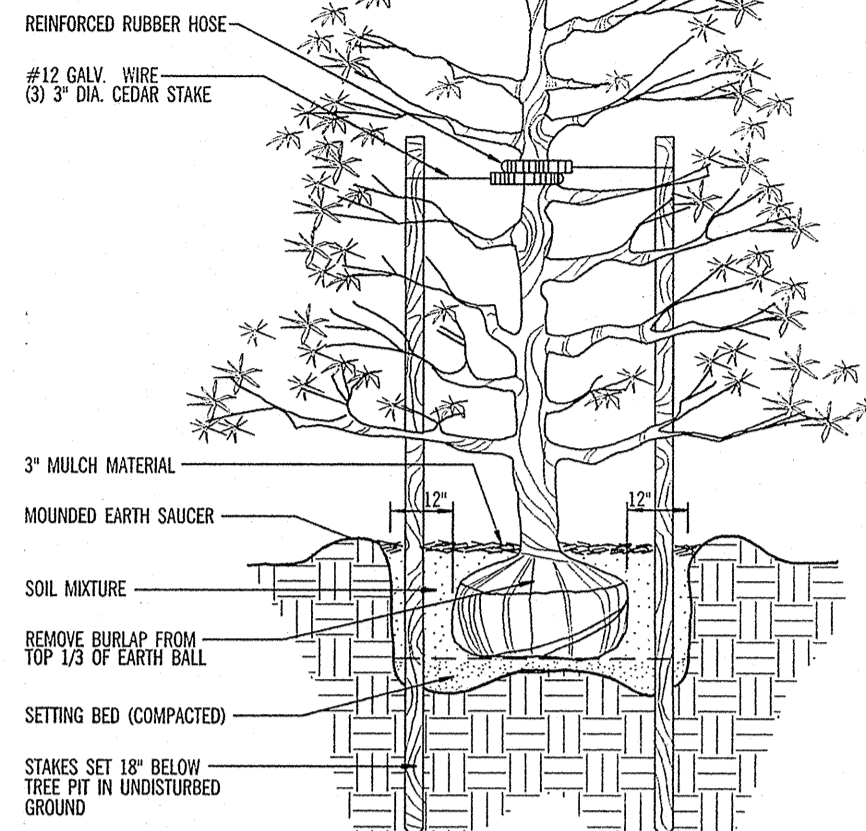 REINFORCED RUBBER HOSE
#12 GALV. WIRE
(3) 3" DIA. CEDAR STAKE
3" MULCH MATERIAL
12"
12"
MOUNDED EARTH SAUCER
SOIL MIXTURE
REMOVE BURLAP FROM
TOP 1/3 OF EARTH BALL
SETTING BED (COMPACTED)
STAKES SET 18" BELOW
TREE PIT IN UNDISTURBED
GROUND